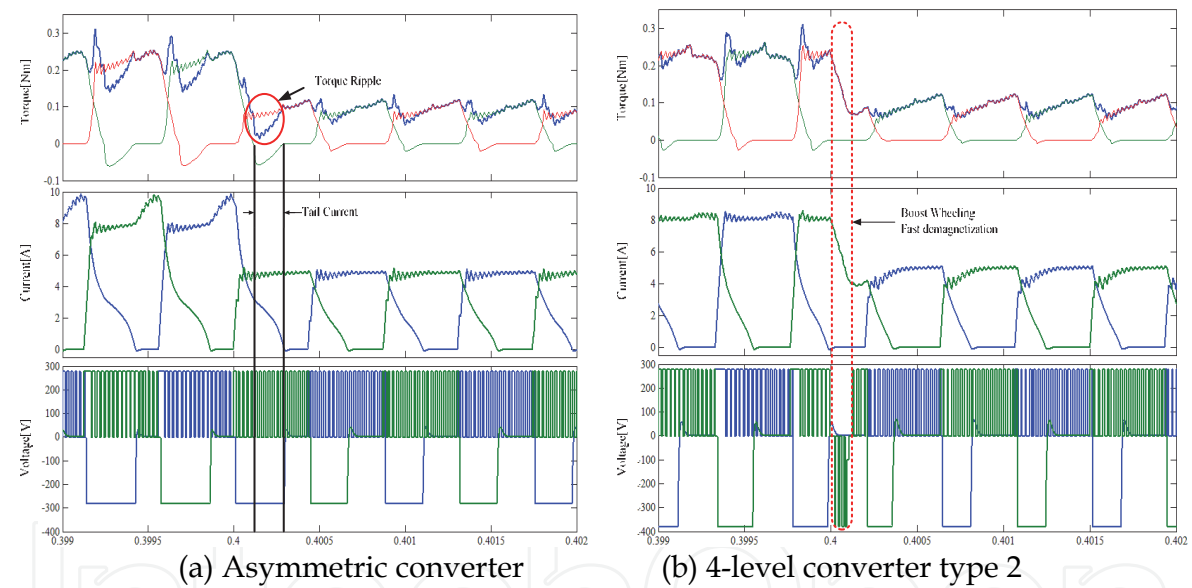 Torque[Nm]
0.3
0.2
0.1
0
-0.1
Torque Ripple
Current[A]
10
8
6
4
2
0
Tail Current
Voltage[V]
300
200
100
0
-100
-200
-300
-400
0.399 0.3995 0.4 0.4005 0.401 0.4015 0.402
(a) Asymmetric converter
Torque[Nm]
0.3
0.2
0.1
0
-0.1
Current[A]
10
8
6
4
2
0
Boost Wheeling
Fast demagnetization
Voltage[V]
300
200
100
0
-100
-200
-300
-400
0.399 0.3995 0.4 0.4005 0.401 0.4015 0.402
(b) 4-level converter type 2